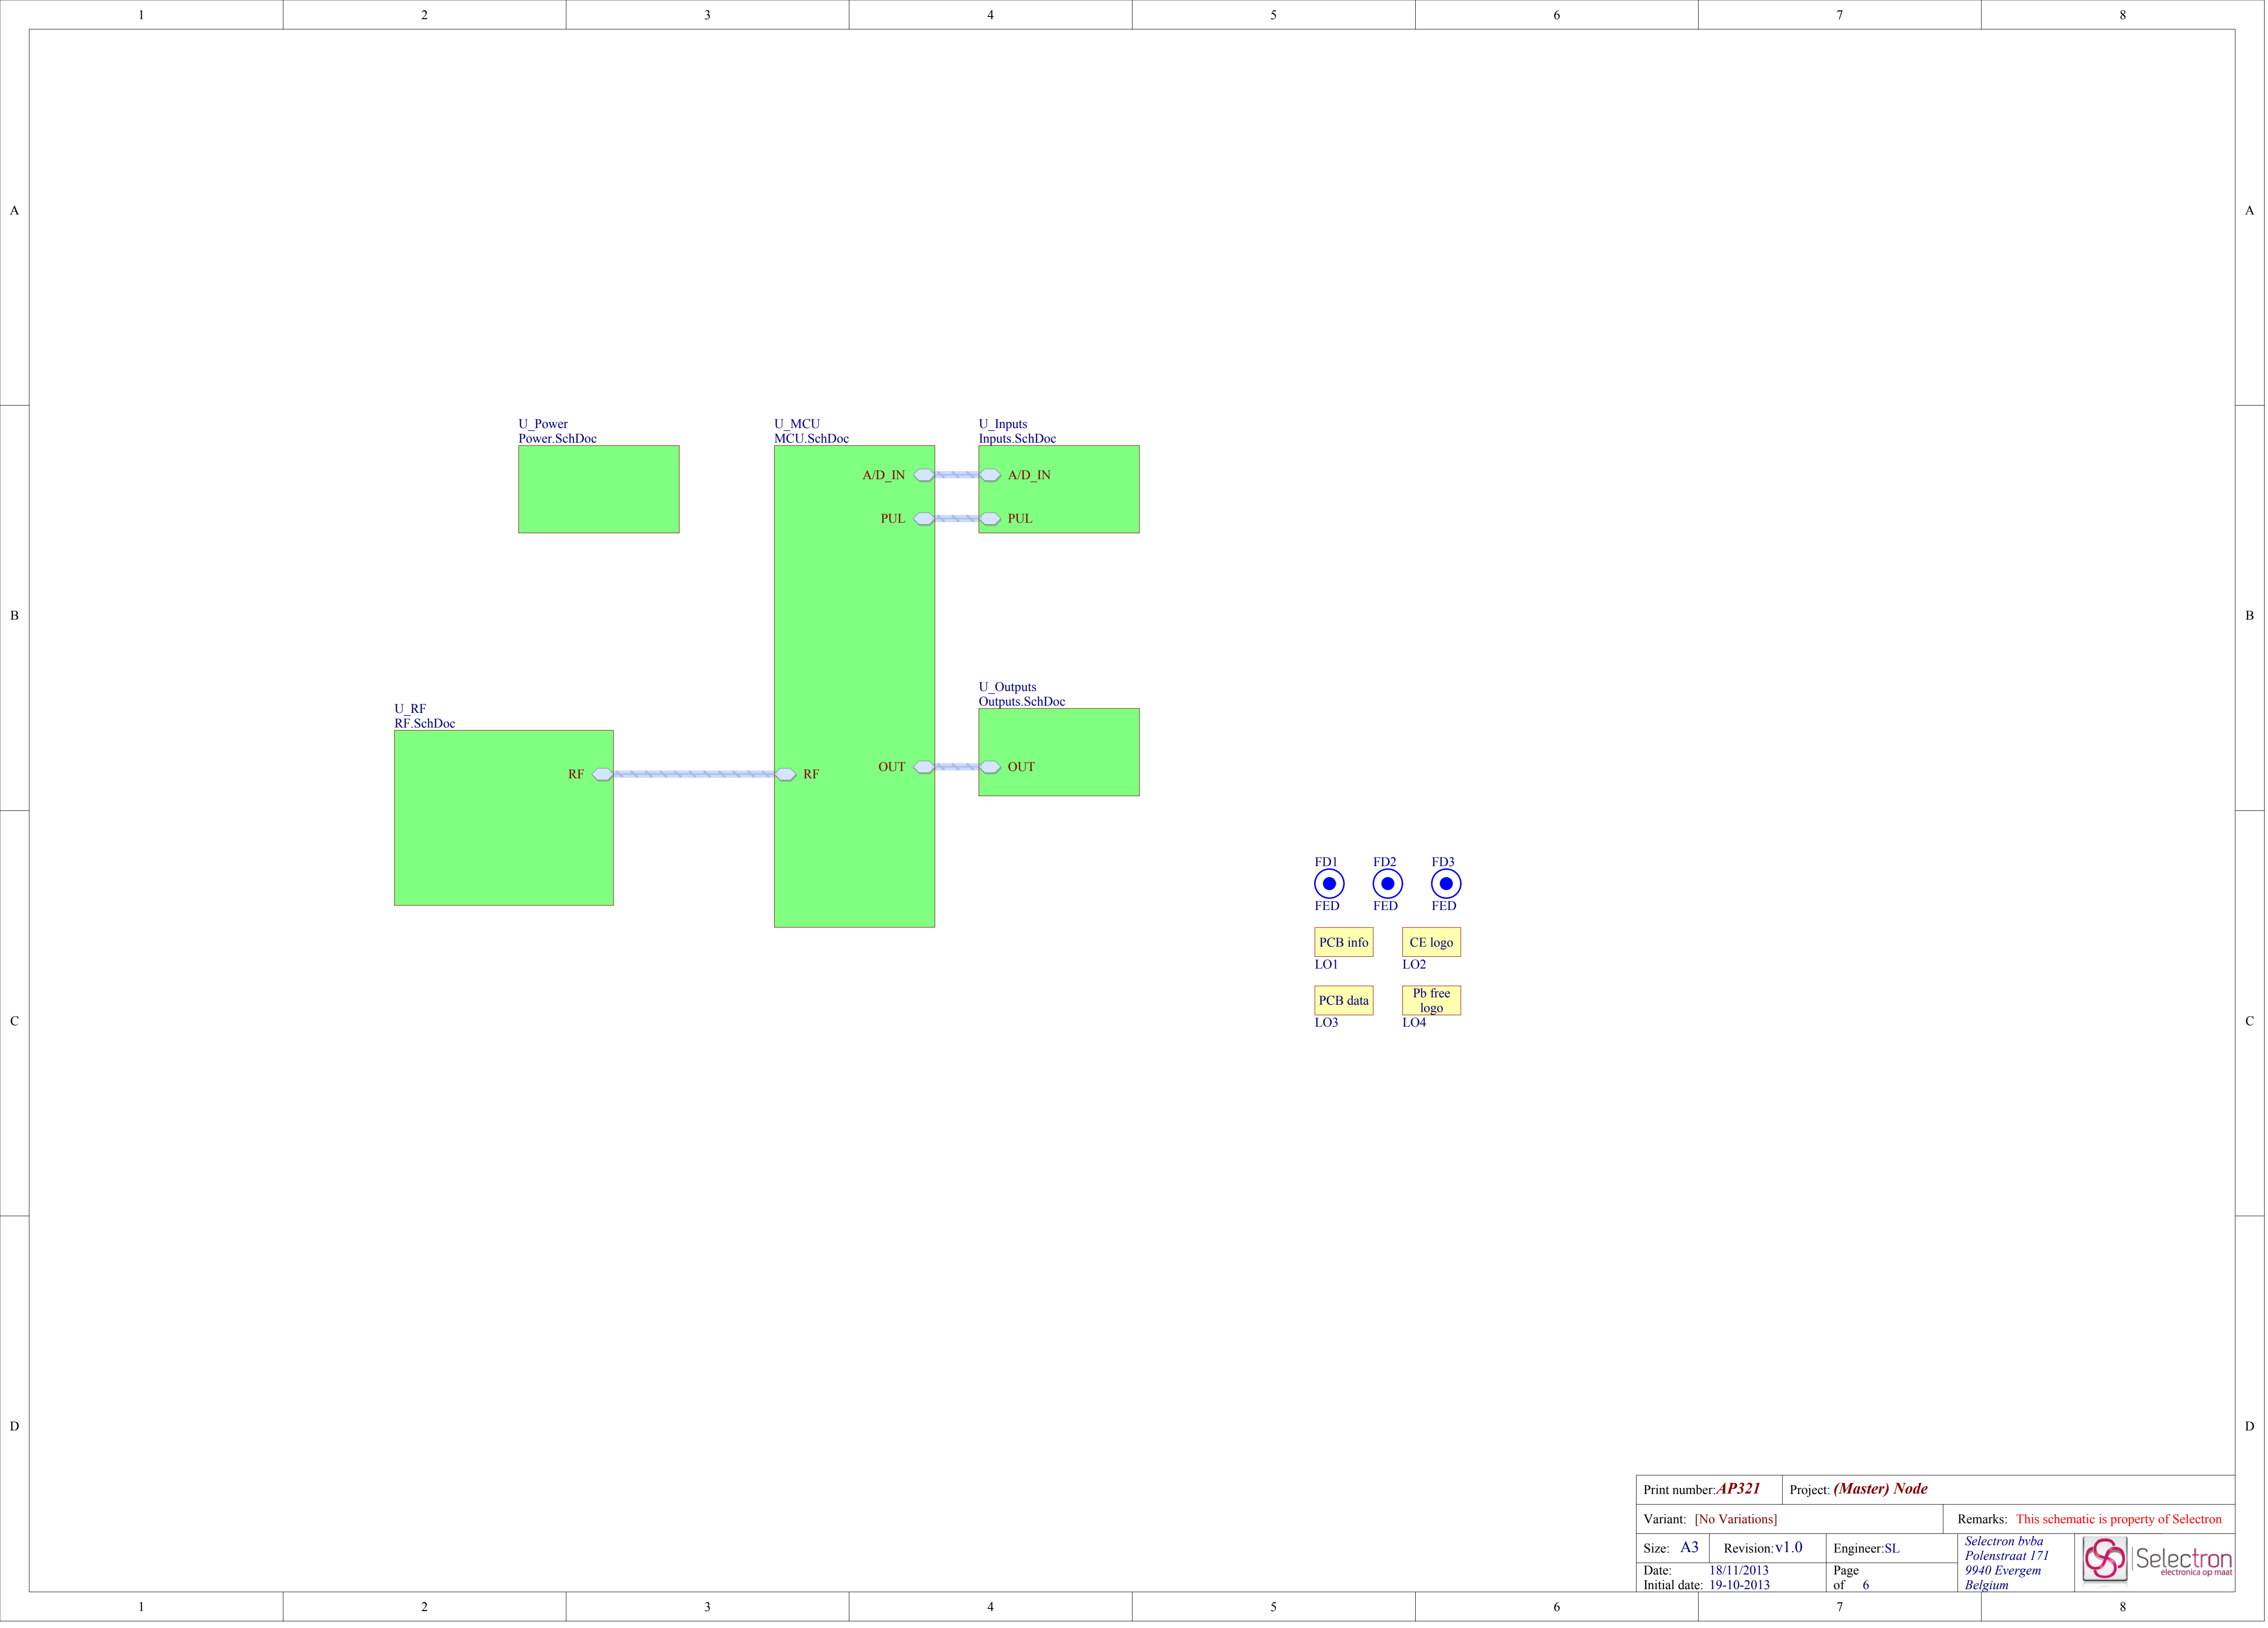 1 2 3 4 5 6 7 8
A A
U_Power
Power.SchDoc
U_MCU
MCU.SchDoc
U_Inputs
Inputs.SchDoc
A/D_IN A/D_IN
PUL PUL
B B
U_Outputs
Outputs.SchDoc
U_RF
RF.SchDoc
OUT OUT
RF RF
FD1 FD2 FD3
FED FED FED
PCB info CE logo
LO1 LO2
PCB data Pb free
logo
LO3 LO4
C C
D D
Print number: AP321 Project: (Master) Node
Variant: [No Variations] Remarks: This schematic is property of Selectron
Size: A3 Revision: v1.0 Engineer: SL
Date: 18/11/2013 Page
Initial date: 19-10-2013 of 6
Selectron bvba
Polenstraat 171
9940 Evergem
Belgium
Selectron
electronica op maat
1 2 3 4 5 6 7 8